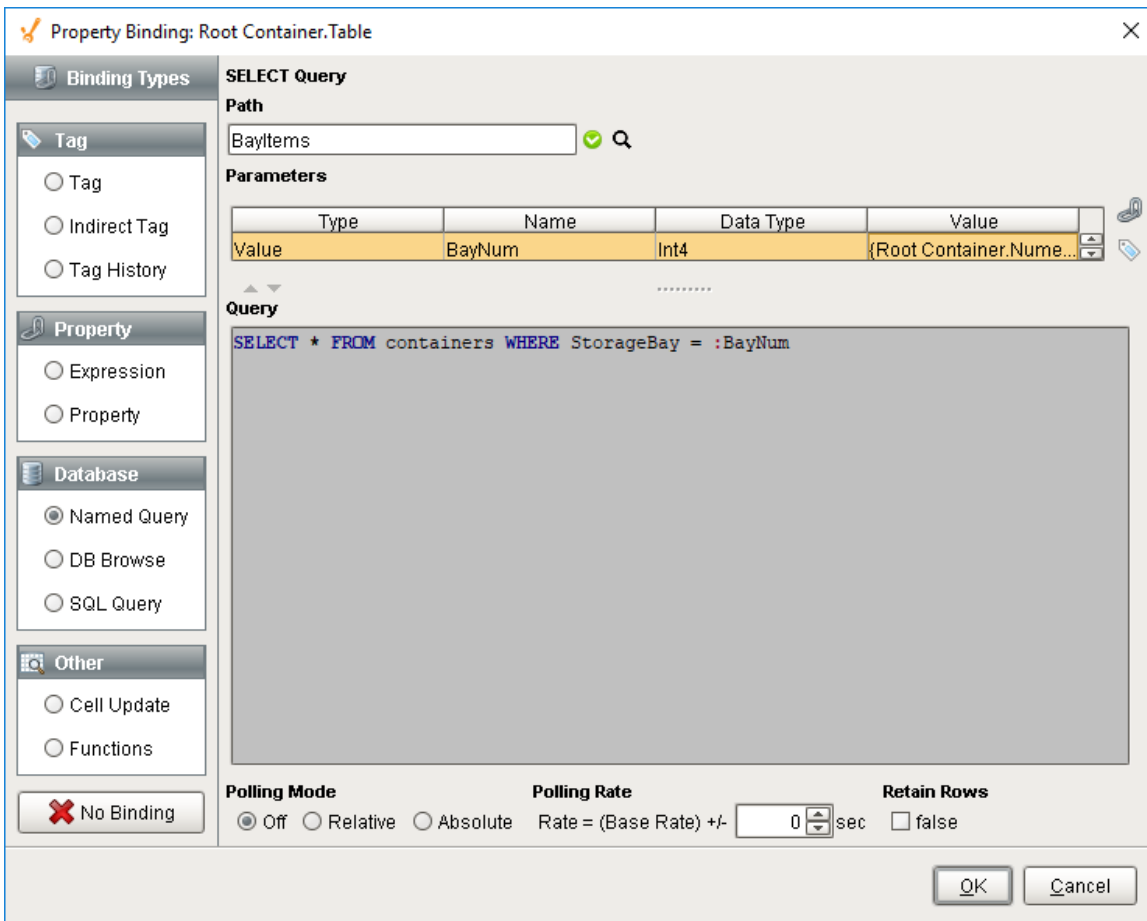 Property Binding: Root Container.Table
Binding Types
Tag
Tag
Indirect Tag
Tag History
Property
Expression
Property
Database
Named Query
DB Browse
SQL Query
Other
Cell Update
Functions
No Binding
SELECT Query
Path
BayItems
Parameters
Type Name Data Type Value
Value BayNum Int4 {Root Container.Nume...
Query
SELECT * FROM containers WHERE StorageBay = :BayNum
Polling Mode Polling Rate Retain Rows
Off Relative Absolute Rate = (Base Rate) +/- 0 sec false
OK Cancel